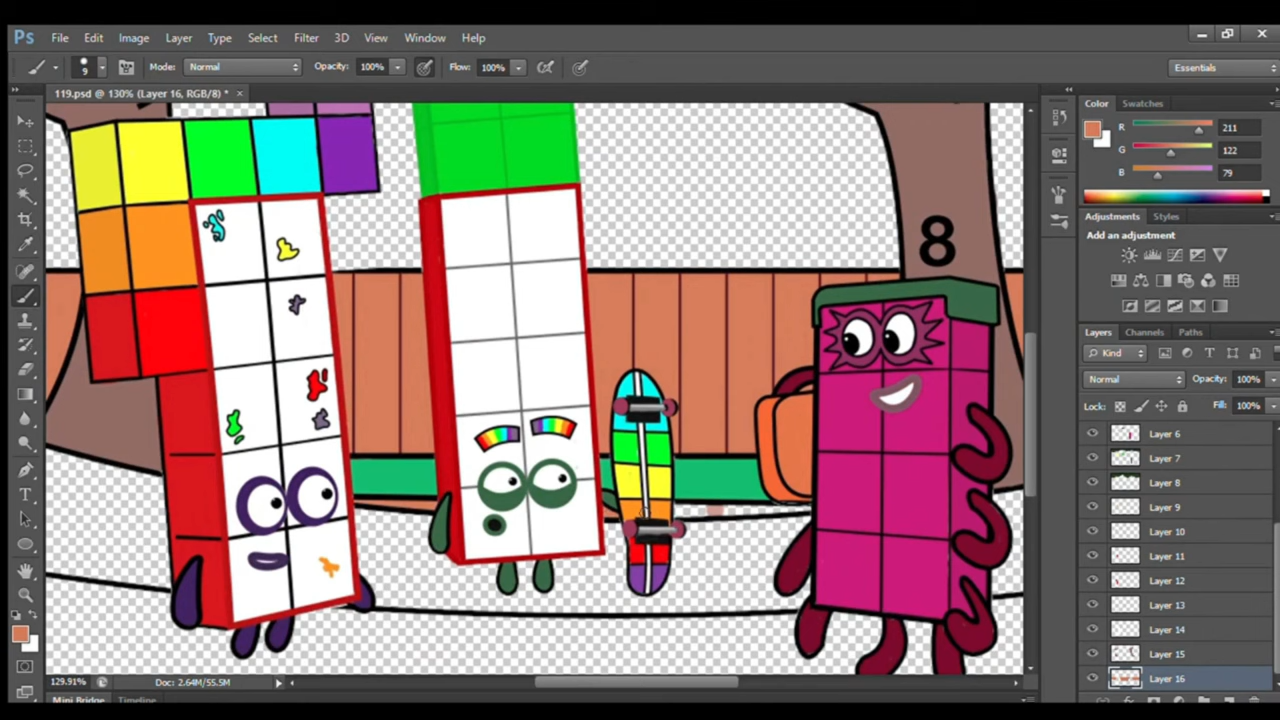 Ps File Edit Image Layer Type Select Filter 3D View Window Help
9 Mode: Normal Opacity: 100% Flow: 100% Essentials
119.psd @ 130% (Layer 16, RGB/8) * ×
Color Swatches
R 211
G 122
B 79
Adjustments Styles
Add an adjustment
8
Layers Channels Paths
Kind
Normal Opacity: 100%
Lock: Fill: 100%
Layer 6
Layer 7
Layer 8
Layer 9
Layer 10
Layer 11
Layer 12
Layer 13
Layer 14
Layer 15
Layer 16
129.91% Doc: 2.64M/55.5M
Mini Bridge Timeline